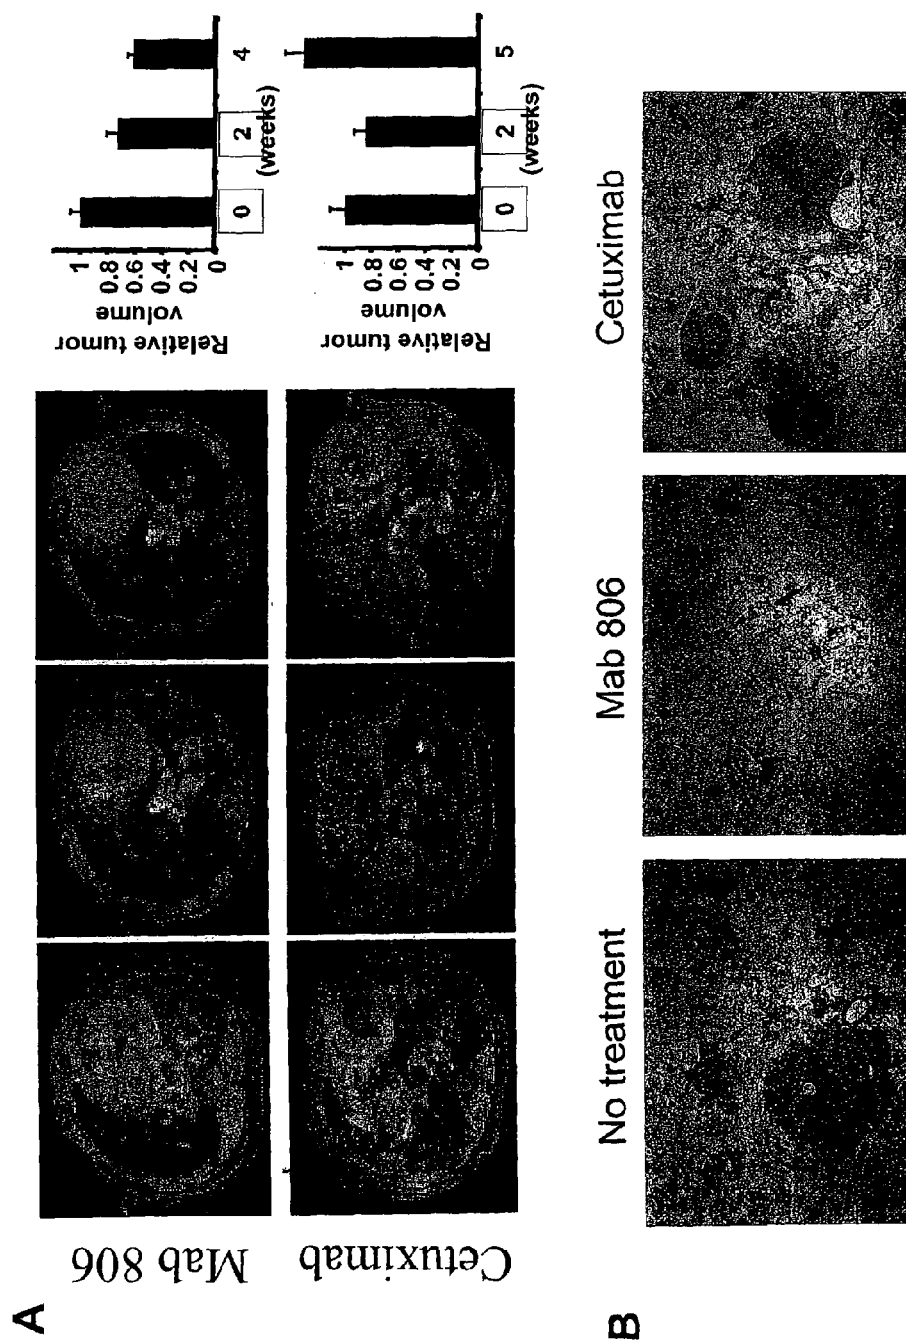 A
Mab 806
Relative tumor
volume
1
0.8
0.6
0.4
0.2
0
0 2 4
(weeks)
Cetuximab
Relative tumor
volume
1
0.8
0.6
0.4
0.2
0
0 2 5
(weeks)
B
No treatment Mab 806 Cetuximab